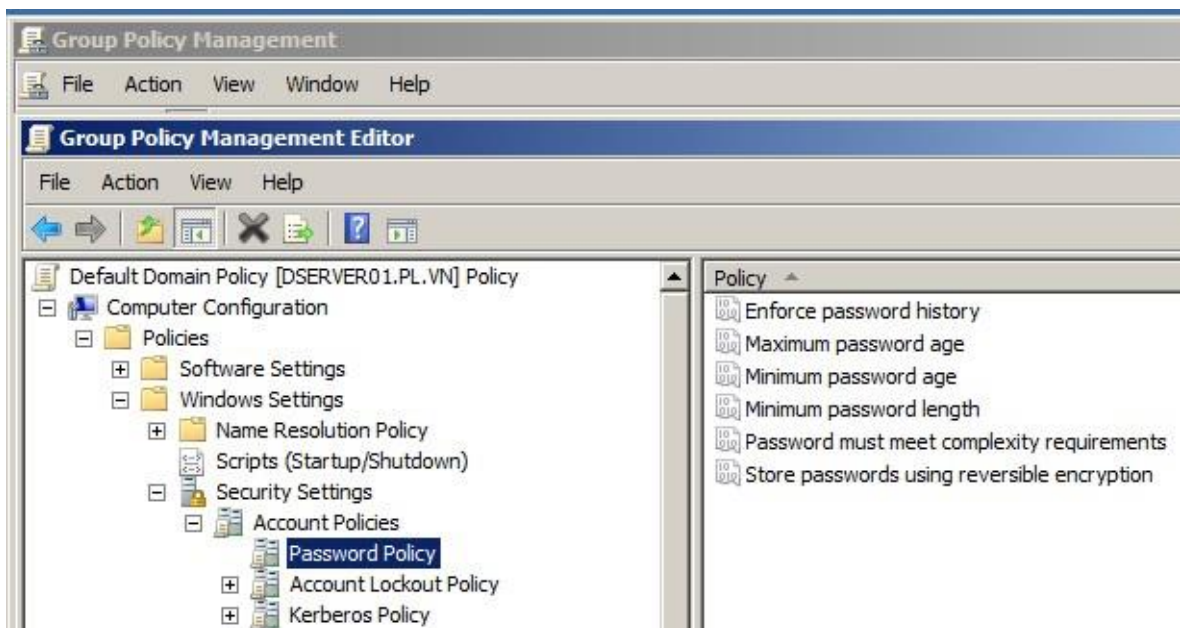 Group Policy Management
File Action View Window Help
Group Policy Management Editor
File Action View Help
Default Domain Policy [DSERVER01.PL.VN] Policy
Computer Configuration
Policies
Software Settings
Windows Settings
Name Resolution Policy
Scripts (Startup/Shutdown)
Security Settings
Account Policies
Password Policy
Account Lockout Policy
Kerberos Policy
Policy
Enforce password history
Maximum password age
Minimum password age
Minimum password length
Password must meet complexity requirements
Store passwords using reversible encryption